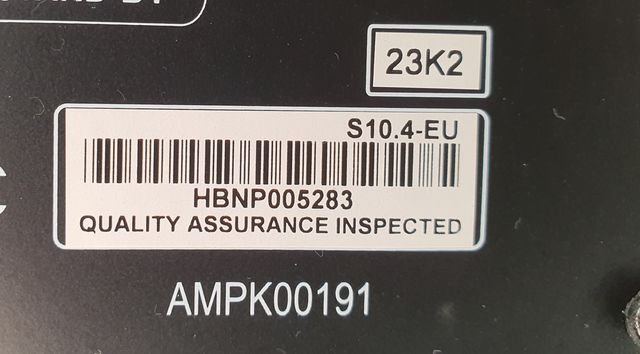 23K2
S10.4-EU
HBNP005283
QUALITY ASSURANCE INSPECTED
AMPK00191